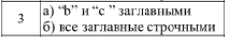 3
а) “b” и “c ” заглавными
б) все заглавные строчными